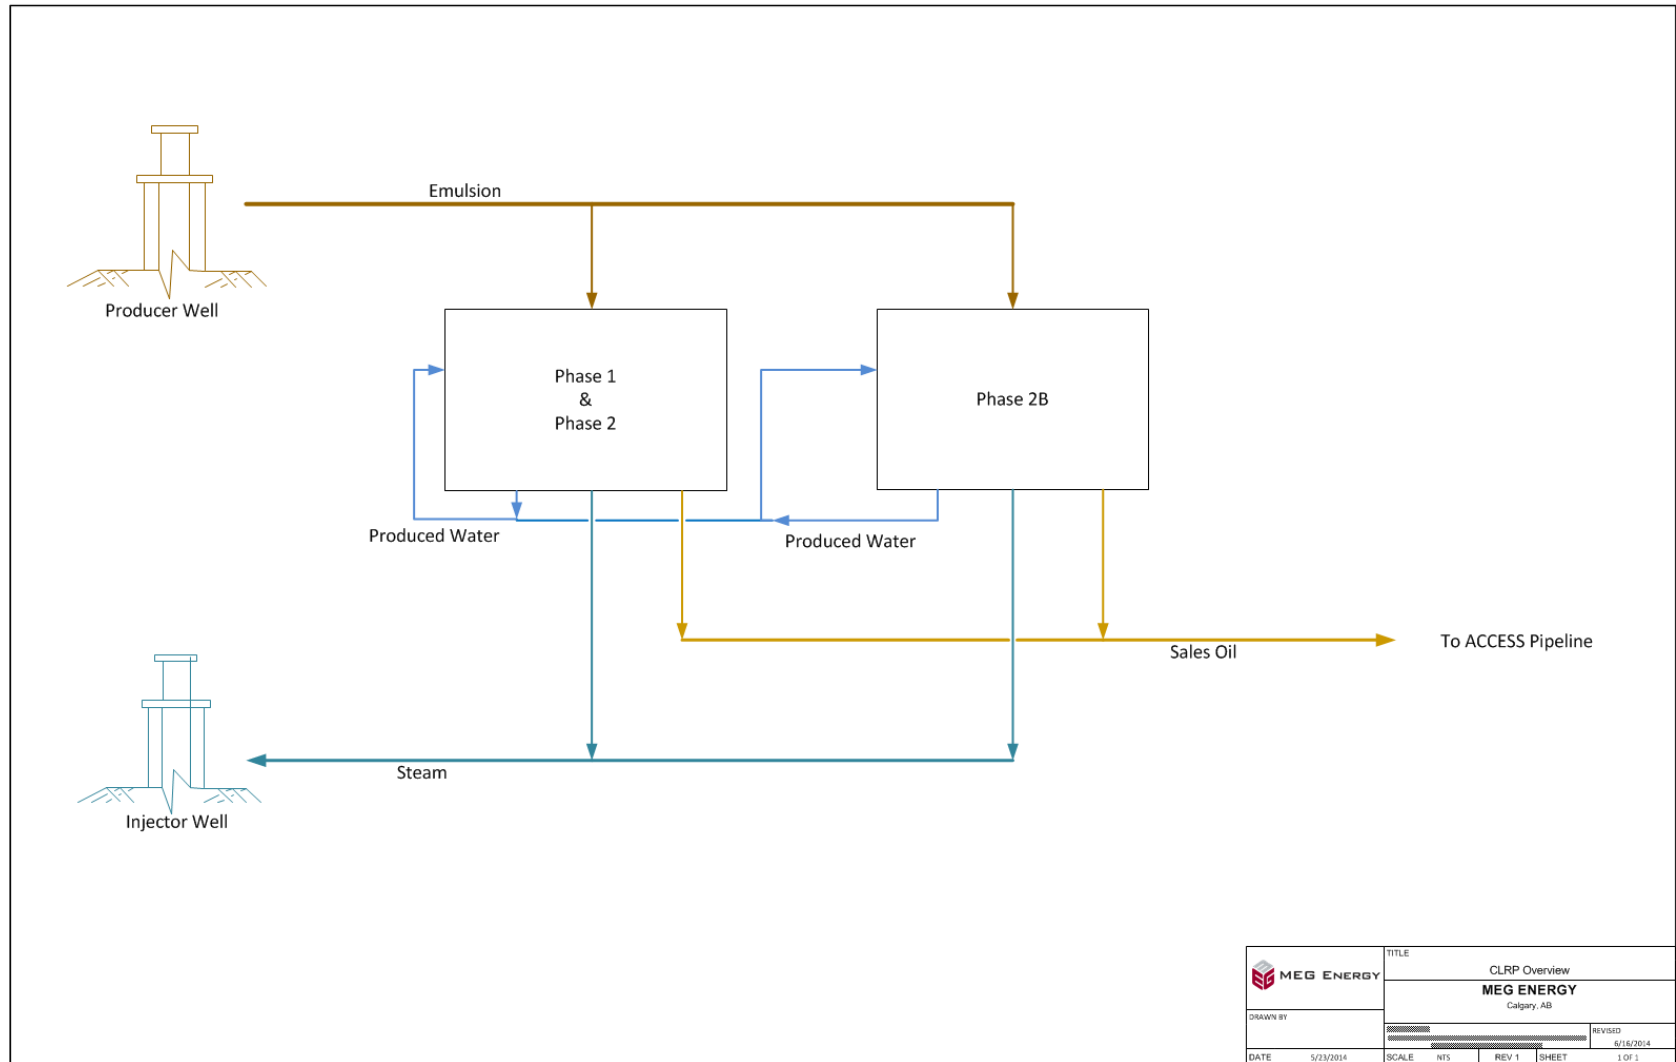 Emulsion
Producer Well
Phase 1
&
Phase 2
Phase 2B
Produced Water
Produced Water
To ACCESS Pipeline
Sales Oil
Steam
Injector Well
MEG ENERGY
TITLE
CLRP Overview
MEG ENERGY
Calgary, AB
DRAWN BY
REVISED
6/16/2014
DATE 5/23/2014 SCALE NTS REV 1 SHEET 1 OF 1